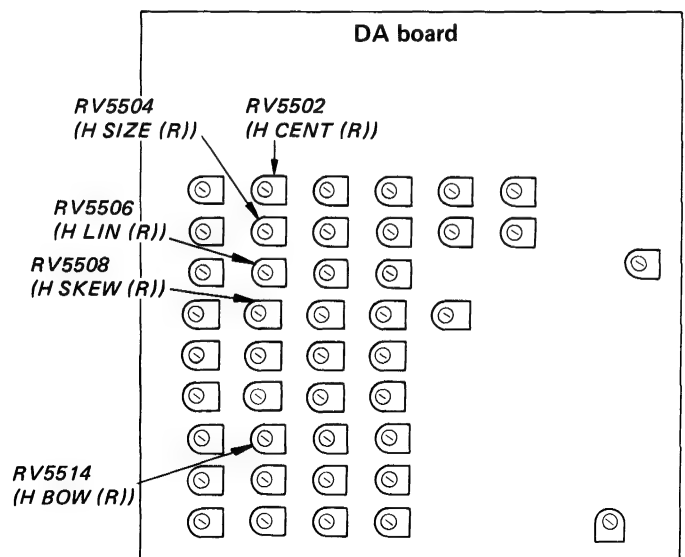 DA board
RV5504
(H SIZE (R))
RV5502
(H CENT (R))
RV5506
(H LIN (R))
RV5508
(H SKEW (R))
RV5514
(H BOW (R))